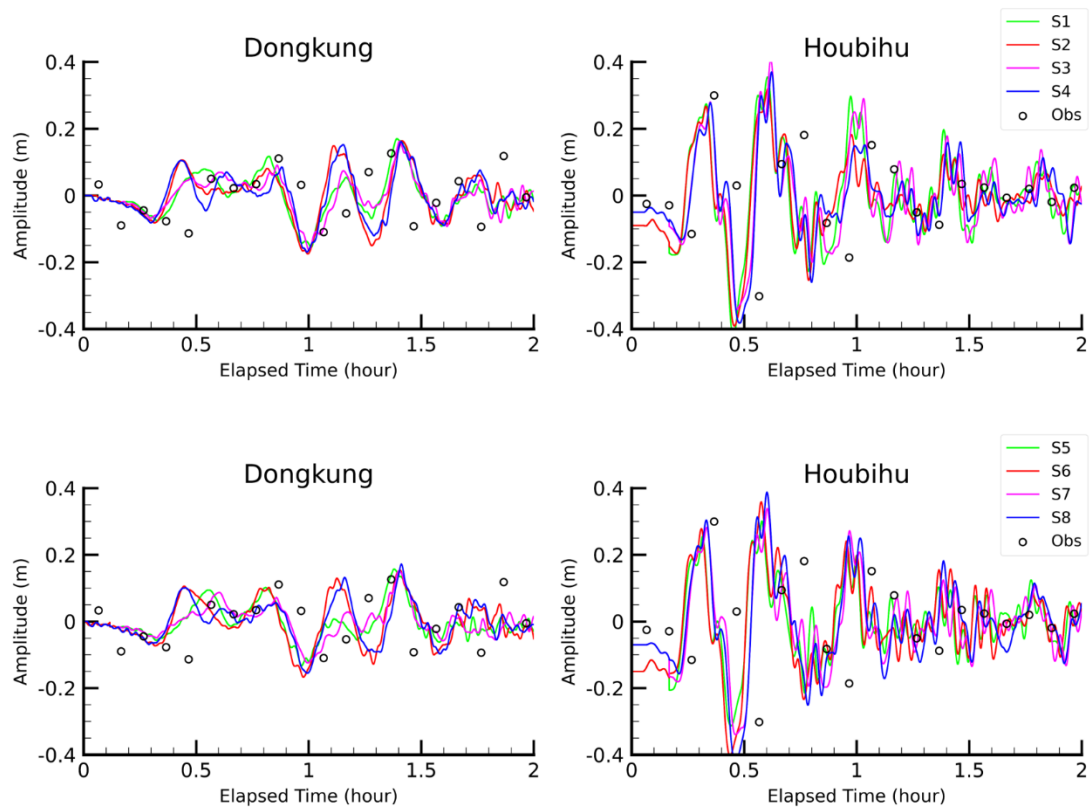 Dongkung
Houbihu
S1
S2
S3
S4
Obs
Amplitude (m)
0.4
0.2
0
-0.2
-0.4
0
0.5
1
1.5
2
Elapsed Time (hour)
Amplitude (m)
0.4
0.2
0
-0.2
-0.4
0
0.5
1
1.5
2
Elapsed Time (hour)
Dongkung
Houbihu
S5
S6
S7
S8
Obs
Amplitude (m)
0.4
0.2
0
-0.2
-0.4
0
0.5
1
1.5
2
Elapsed Time (hour)
Amplitude (m)
0.4
0.2
0
-0.2
-0.4
0
0.5
1
1.5
2
Elapsed Time (hour)